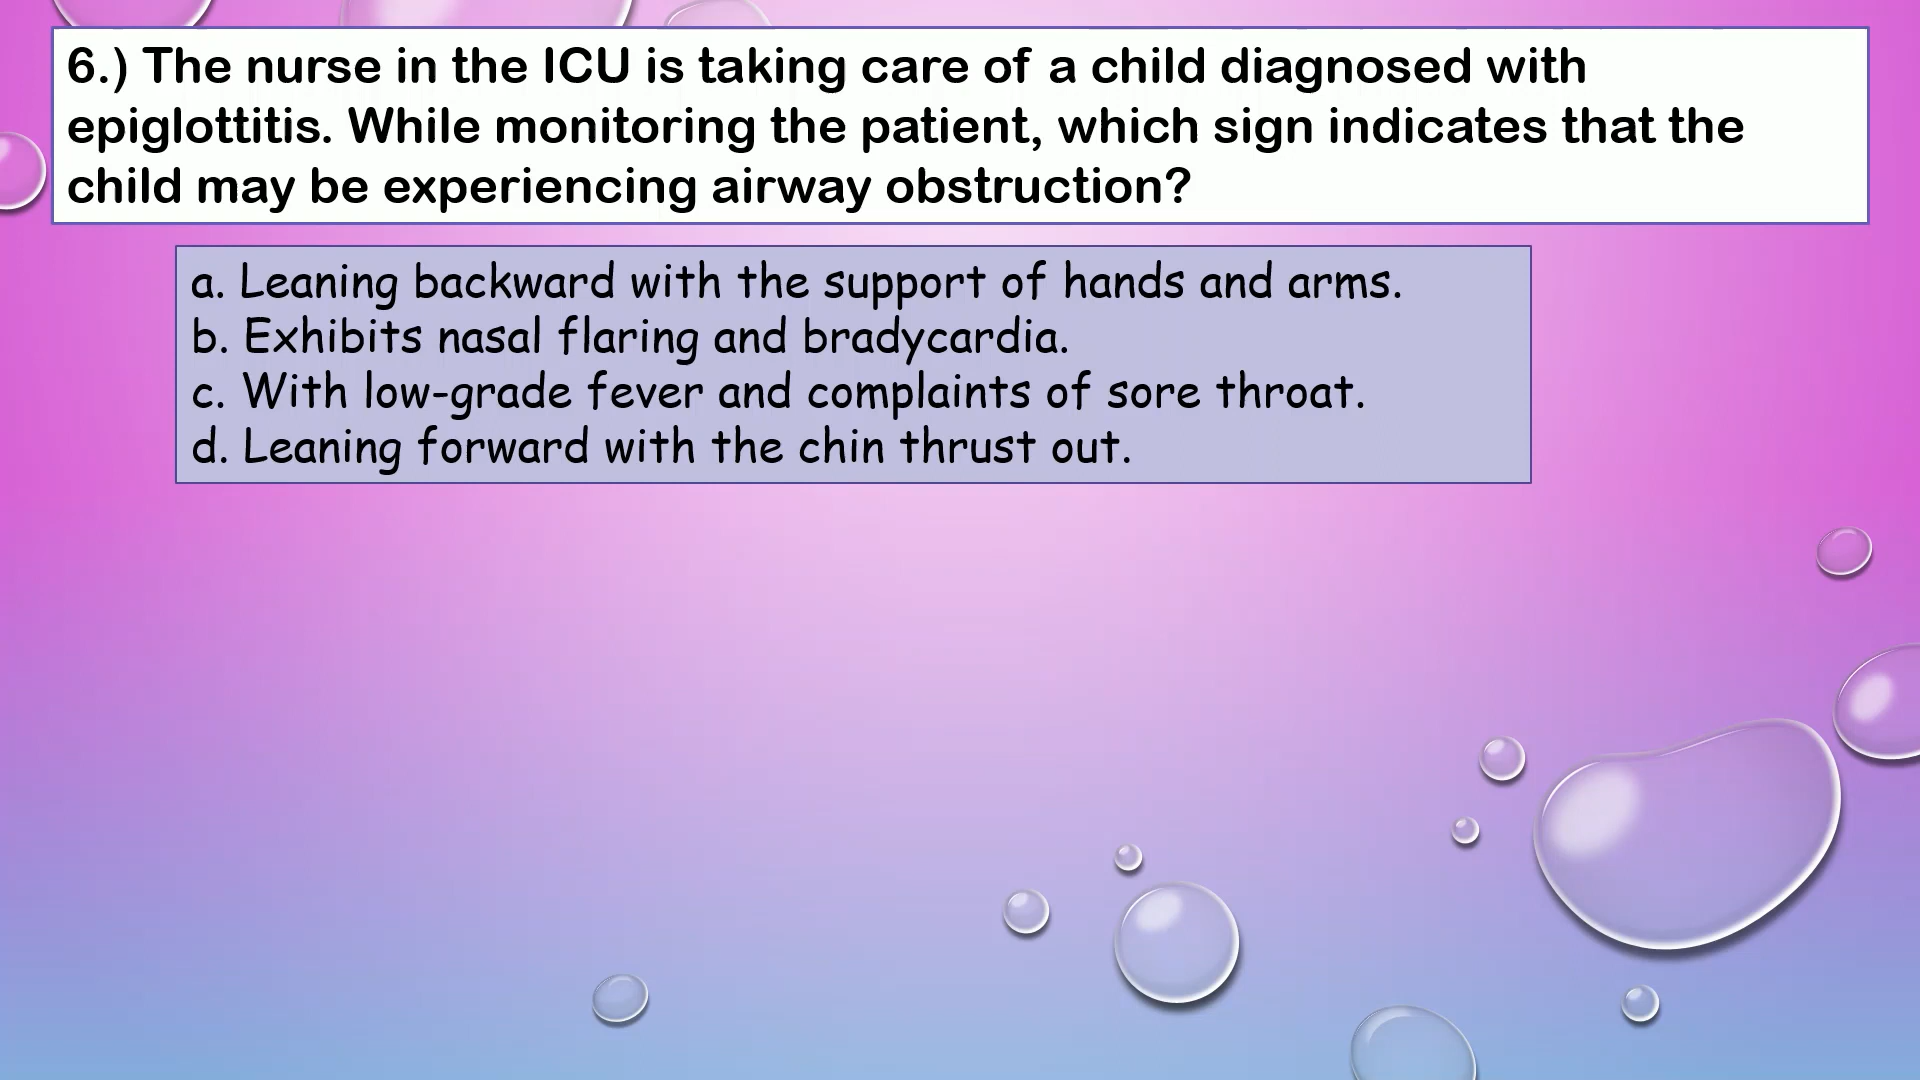 6.) The nurse in the ICU is taking care of a child diagnosed with
epiglottitis. While monitoring the patient, which sign indicates that the
child may be experiencing airway obstruction?
a. Leaning backward with the support of hands and arms.
b. Exhibits nasal flaring and bradycardia.
c. With low-grade fever and complaints of sore throat.
d. Leaning forward with the chin thrust out.